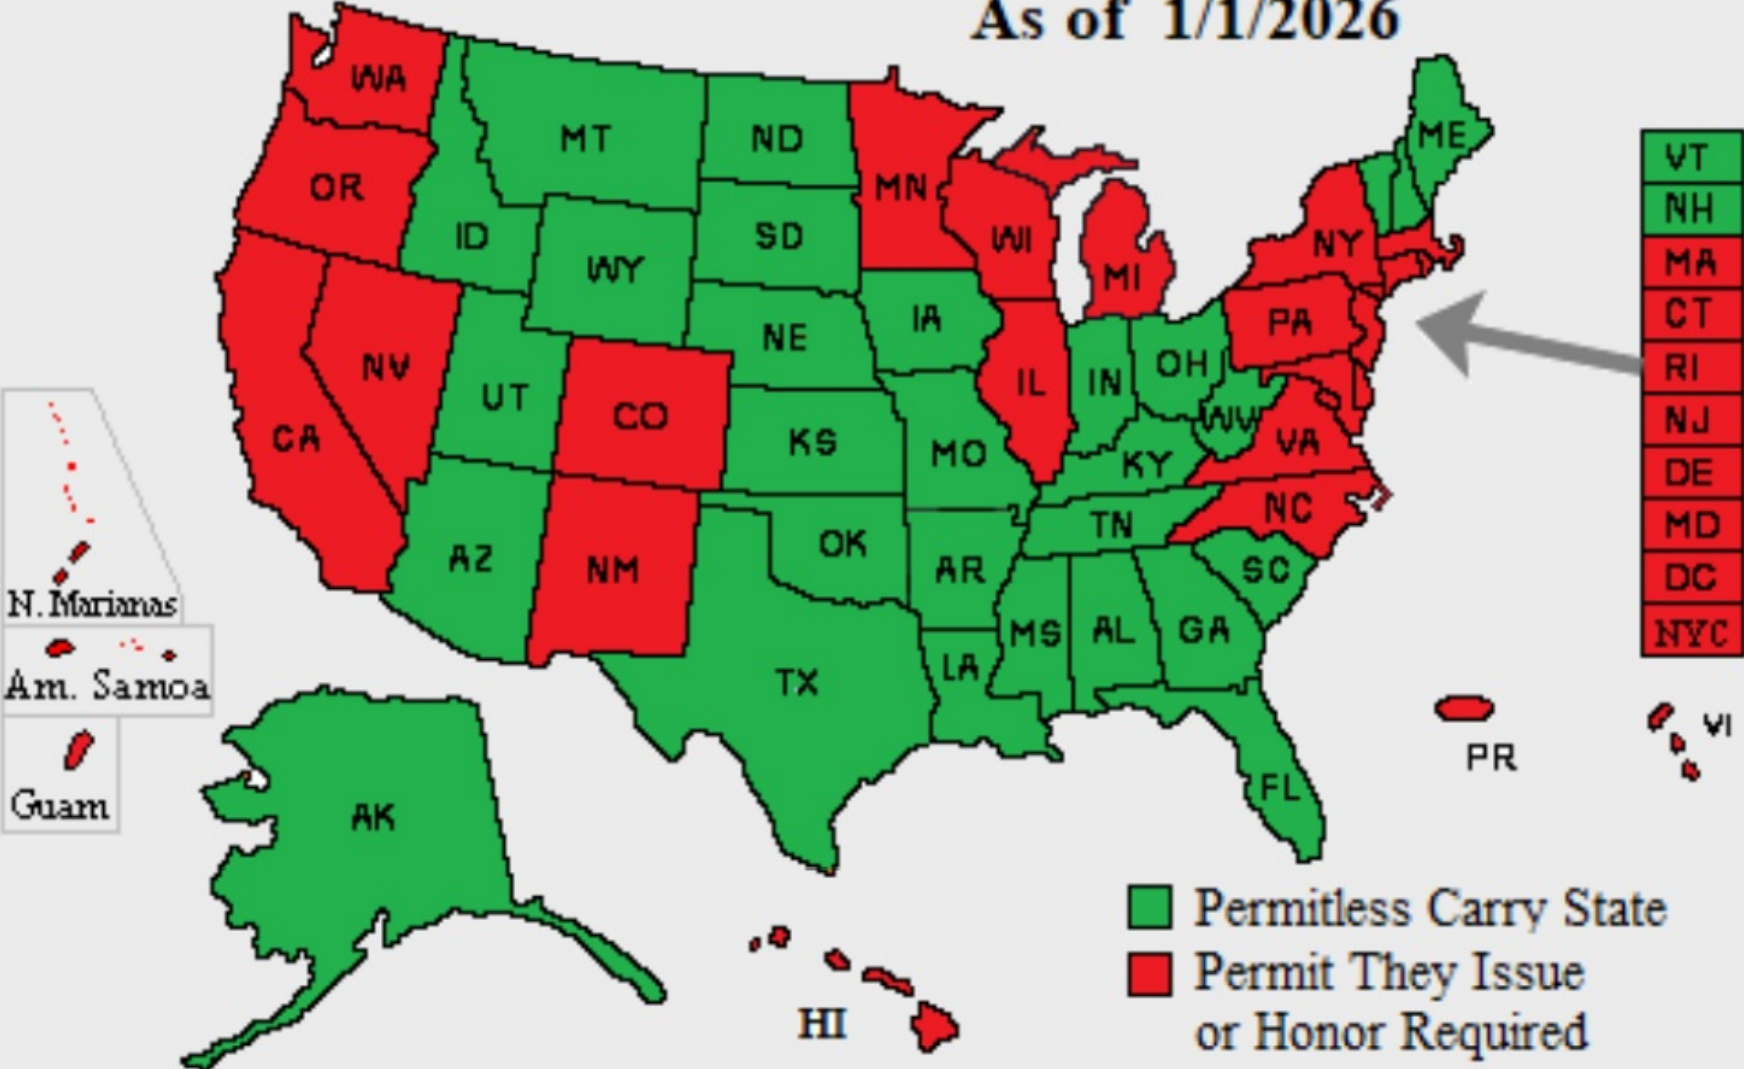 As of 1/1/2026
WA
MT
ND
MN
ME
VT
NH
OR
ID
WY
SD
WI
MI
NY
MA
CT
RI
NV
UT
CO
NE
IA
IL
IN
OH
PA
NJ
CA
KS
MO
KY
WV
VA
DE
MD
DC
NYC
AZ
NM
OK
AR
TN
NC
SC
TX
LA
MS
AL
GA
FL
N. Marianas
Am. Samoa
Guam
AK
HI
PR
VI
Permitless Carry State
Permit They Issue
or Honor Required